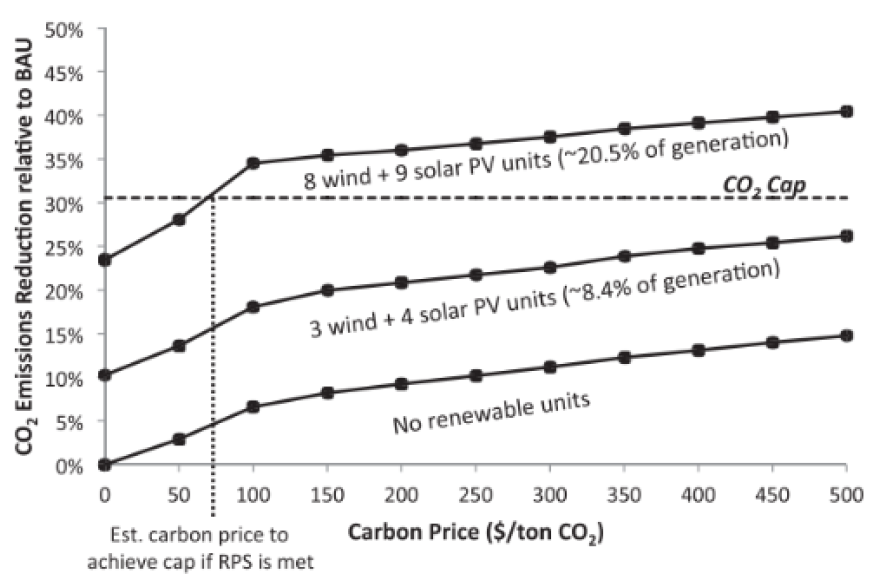 50%
45%
40%
35%
30%
25%
20%
15%
10%
5%
0%
CO₂ Emissions Reduction relative to BAU
8 wind + 9 solar PV units (~20.5% of generation)
CO₂ Cap
3 wind + 4 solar PV units (~8.4% of generation)
No renewable units
0 50 100 150 200 250 300 350 400 450 500
Est. carbon price to
achieve cap if RPS is met
Carbon Price ($/ton CO₂)